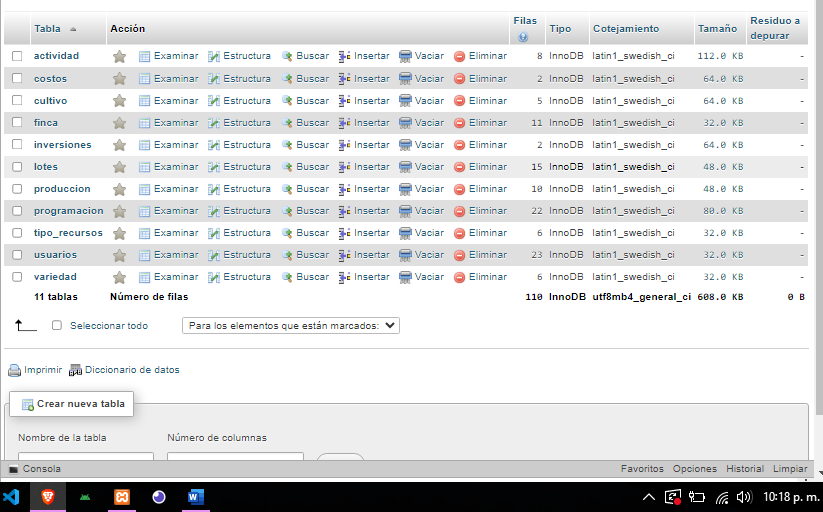 Tabla Acción Filas Tipo Cotejamiento Tamaño Residuo a depurar
actividad Examinar Estructura Buscar Insertar Vaciar Eliminar 8 InnoDB latin1_swedish_ci 112.0 KB -
costos Examinar Estructura Buscar Insertar Vaciar Eliminar 2 InnoDB latin1_swedish_ci 64.0 KB -
cultivo Examinar Estructura Buscar Insertar Vaciar Eliminar 5 InnoDB latin1_swedish_ci 64.0 KB -
finca Examinar Estructura Buscar Insertar Vaciar Eliminar 11 InnoDB latin1_swedish_ci 32.0 KB -
inversiones Examinar Estructura Buscar Insertar Vaciar Eliminar 2 InnoDB latin1_swedish_ci 64.0 KB -
lotes Examinar Estructura Buscar Insertar Vaciar Eliminar 15 InnoDB latin1_swedish_ci 48.0 KB -
produccion Examinar Estructura Buscar Insertar Vaciar Eliminar 10 InnoDB latin1_swedish_ci 48.0 KB -
programacion Examinar Estructura Buscar Insertar Vaciar Eliminar 22 InnoDB latin1_swedish_ci 80.0 KB -
tipo_recursos Examinar Estructura Buscar Insertar Vaciar Eliminar 6 InnoDB latin1_swedish_ci 32.0 KB -
usuarios Examinar Estructura Buscar Insertar Vaciar Eliminar 23 InnoDB latin1_swedish_ci 32.0 KB -
variedad Examinar Estructura Buscar Insertar Vaciar Eliminar 6 InnoDB latin1_swedish_ci 32.0 KB -
11 tablas Número de filas 110 InnoDB utf8mb4_general_ci 608.0 KB 0 B
Seleccionar todo Para los elementos que están marcados:
Imprimir Diccionario de datos
Crear nueva tabla
Nombre de la tabla Número de columnas
Consola Favoritos Opciones Historial Limpiar
10:18 p. m.